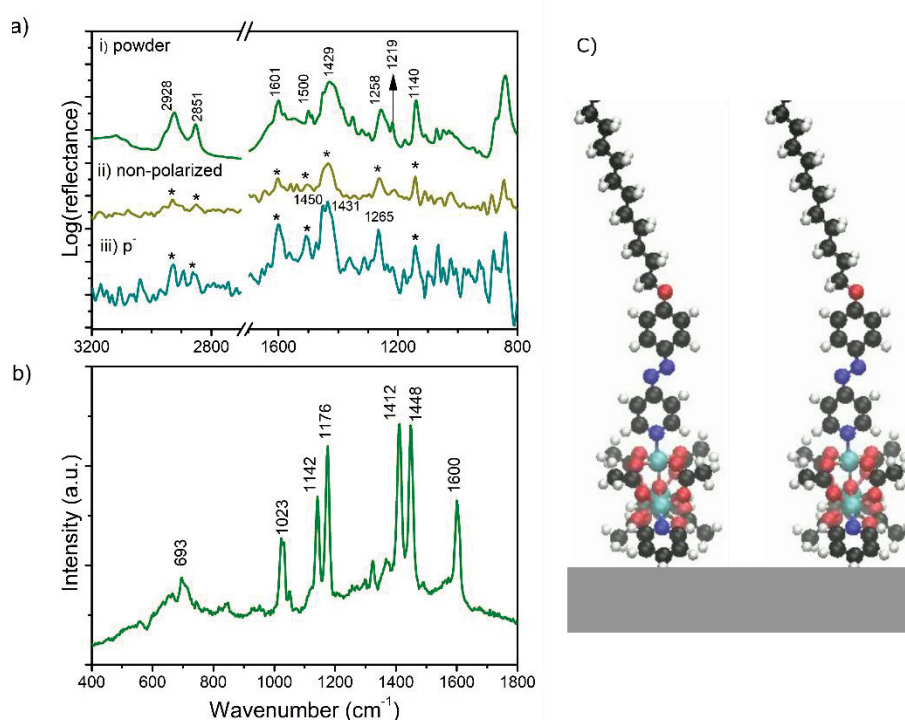 a)
i) powder
2928
2851
1601
1500
1429
1258
1219
1140
ii) non-polarized
* * * * * * *
1450
1431
1265
iii) p-
* * * * * *
Log(reflectance)
3200 2800 1600 1400 1200 1000 800
b)
693
1023
1142
1176
1412
1448
1600
Intensity (a.u.)
400 600 800 1000 1200 1400 1600 1800
Wavenumber (cm⁻¹)
C)